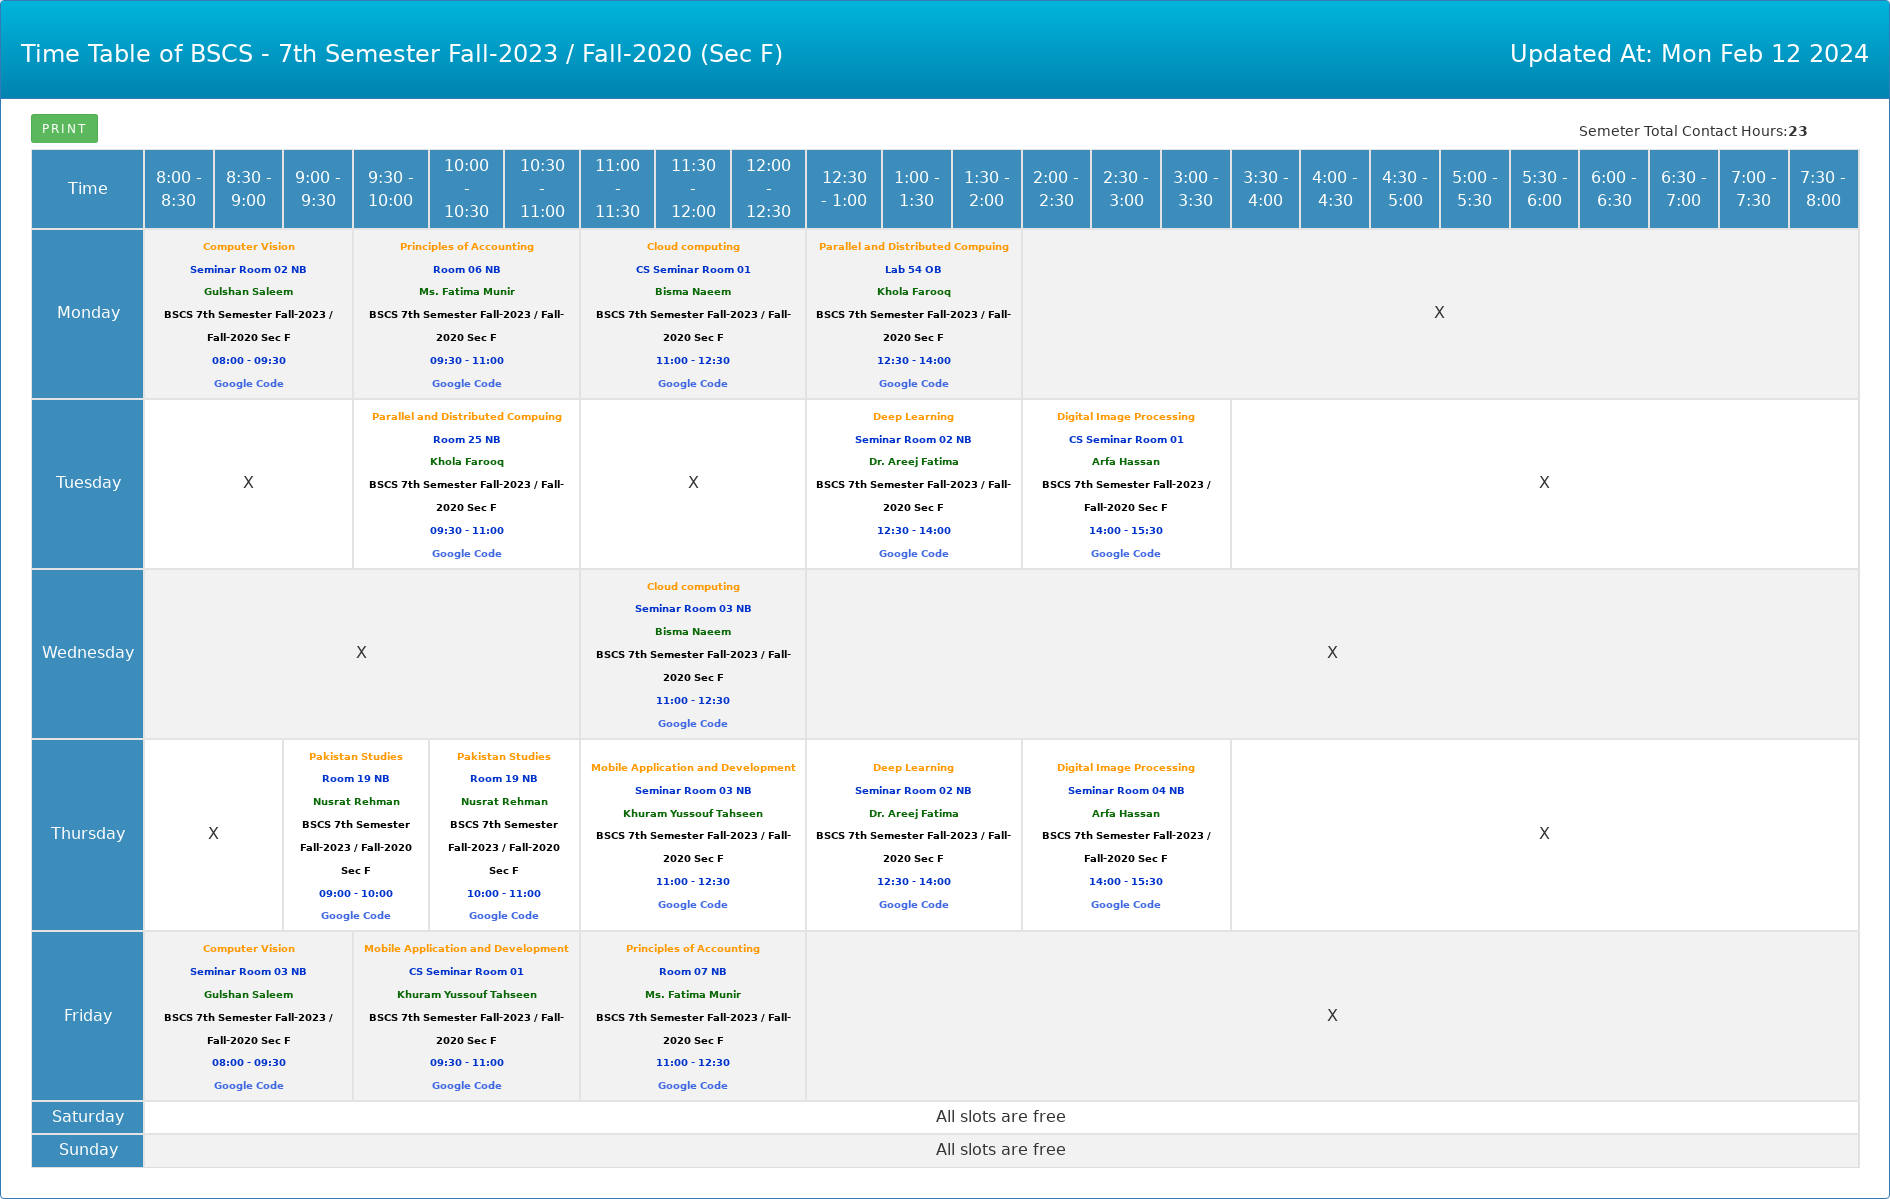 Time Table of BSCS - 7th Semester Fall-2023 / Fall-2020 (Sec F)
Updated At: Mon Feb 12 2024
PRINT
Semeter Total Contact Hours:23
Time
8:00 -
8:30
8:30 -
9:00
9:00 -
9:30
9:30 -
10:00
10:00
-
10:30
10:30
-
11:00
11:00
-
11:30
11:30
-
12:00
12:00
-
12:30
12:30
- 1:00
1:00 -
1:30
1:30 -
2:00
2:00 -
2:30
2:30 -
3:00
3:00 -
3:30
3:30 -
4:00
4:00 -
4:30
4:30 -
5:00
5:00 -
5:30
5:30 -
6:00
6:00 -
6:30
6:30 -
7:00
7:00 -
7:30
7:30 -
8:00
Monday
Computer Vision
Seminar Room 02 NB
Gulshan Saleem
BSCS 7th Semester Fall-2023 /
Fall-2020 Sec F
08:00 - 09:30
Google Code
Principles of Accounting
Room 06 NB
Ms. Fatima Munir
BSCS 7th Semester Fall-2023 / Fall-
2020 Sec F
09:30 - 11:00
Google Code
Cloud computing
CS Seminar Room 01
Bisma Naeem
BSCS 7th Semester Fall-2023 / Fall-
2020 Sec F
11:00 - 12:30
Google Code
Parallel and Distributed Compuing
Lab 54 OB
Khola Farooq
BSCS 7th Semester Fall-2023 / Fall-
2020 Sec F
12:30 - 14:00
Google Code
X
Tuesday
X
Parallel and Distributed Compuing
Room 25 NB
Khola Farooq
BSCS 7th Semester Fall-2023 / Fall-
2020 Sec F
09:30 - 11:00
Google Code
X
Deep Learning
Seminar Room 02 NB
Dr. Areej Fatima
BSCS 7th Semester Fall-2023 / Fall-
2020 Sec F
12:30 - 14:00
Google Code
Digital Image Processing
CS Seminar Room 01
Arfa Hassan
BSCS 7th Semester Fall-2023 /
Fall-2020 Sec F
14:00 - 15:30
Google Code
X
Wednesday
X
Cloud computing
Seminar Room 03 NB
Bisma Naeem
BSCS 7th Semester Fall-2023 / Fall-
2020 Sec F
11:00 - 12:30
Google Code
X
Thursday
X
Pakistan Studies
Room 19 NB
Nusrat Rehman
BSCS 7th Semester
Fall-2023 / Fall-2020
Sec F
09:00 - 10:00
Google Code
Pakistan Studies
Room 19 NB
Nusrat Rehman
BSCS 7th Semester
Fall-2023 / Fall-2020
Sec F
10:00 - 11:00
Google Code
Mobile Application and Development
Seminar Room 03 NB
Khuram Yussouf Tahseen
BSCS 7th Semester Fall-2023 / Fall-
2020 Sec F
11:00 - 12:30
Google Code
Deep Learning
Seminar Room 02 NB
Dr. Areej Fatima
BSCS 7th Semester Fall-2023 / Fall-
2020 Sec F
12:30 - 14:00
Google Code
Digital Image Processing
Seminar Room 04 NB
Arfa Hassan
BSCS 7th Semester Fall-2023 /
Fall-2020 Sec F
14:00 - 15:30
Google Code
X
Friday
Computer Vision
Seminar Room 03 NB
Gulshan Saleem
BSCS 7th Semester Fall-2023 /
Fall-2020 Sec F
08:00 - 09:30
Google Code
Mobile Application and Development
CS Seminar Room 01
Khuram Yussouf Tahseen
BSCS 7th Semester Fall-2023 / Fall-
2020 Sec F
09:30 - 11:00
Google Code
Principles of Accounting
Room 07 NB
Ms. Fatima Munir
BSCS 7th Semester Fall-2023 / Fall-
2020 Sec F
11:00 - 12:30
Google Code
X
Saturday
All slots are free
Sunday
All slots are free